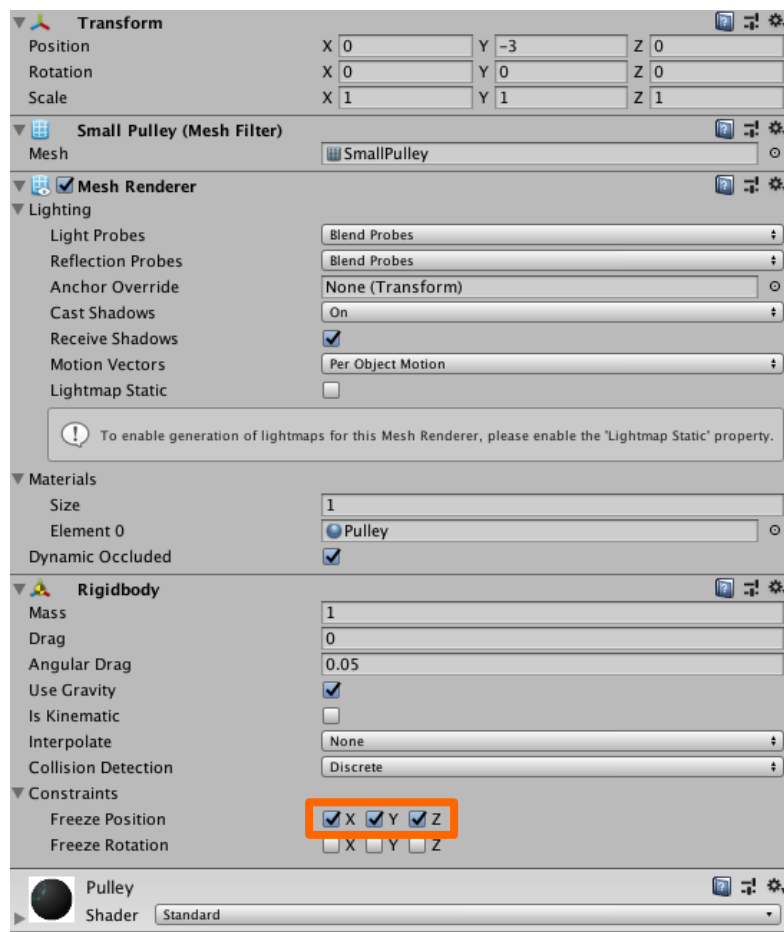 Transform
Position X 0 Y -3 Z 0
Rotation X 0 Y 0 Z 0
Scale X 1 Y 1 Z 1
Small Pulley (Mesh Filter)
Mesh SmallPulley
Mesh Renderer
Lighting
Light Probes Blend Probes
Reflection Probes Blend Probes
Anchor Override None (Transform)
Cast Shadows On
Receive Shadows
Motion Vectors Per Object Motion
Lightmap Static
To enable generation of lightmaps for this Mesh Renderer, please enable the 'Lightmap Static' property.
Materials
Size 1
Element 0 Pulley
Dynamic Occluded
Rigidbody
Mass 1
Drag 0
Angular Drag 0.05
Use Gravity
Is Kinematic
Interpolate None
Collision Detection Discrete
Constraints
Freeze Position X Y Z
Freeze Rotation X Y Z
Pulley
Shader Standard